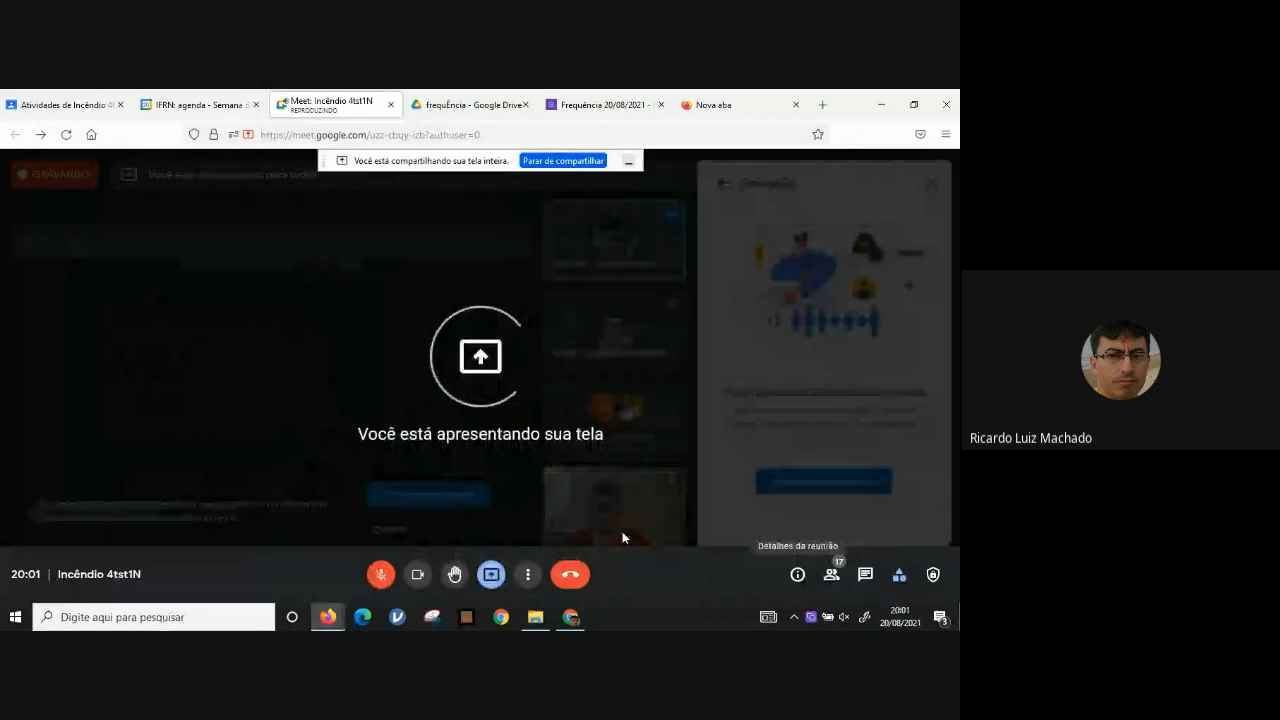 Atividades de Incêndio 4t
IFRN: agenda - Semana d
Meet: Incêndio 4tst1N
REPRODUZINDO
frequência - Google Drive
Frequência 20/08/2021 -
Nova aba
https://meet.google.com/uzz-cbqy-izb?authuser=0
Você está compartilhando sua tela inteira.
Parar de compartilhar
GRAVANDO
Você está apresentando sua tela
Ricardo Luiz Machado
Detalhes da reunião
17
20:01 | Incêndio 4tst1N
Digite aqui para pesquisar
20:01
20/08/2021
3